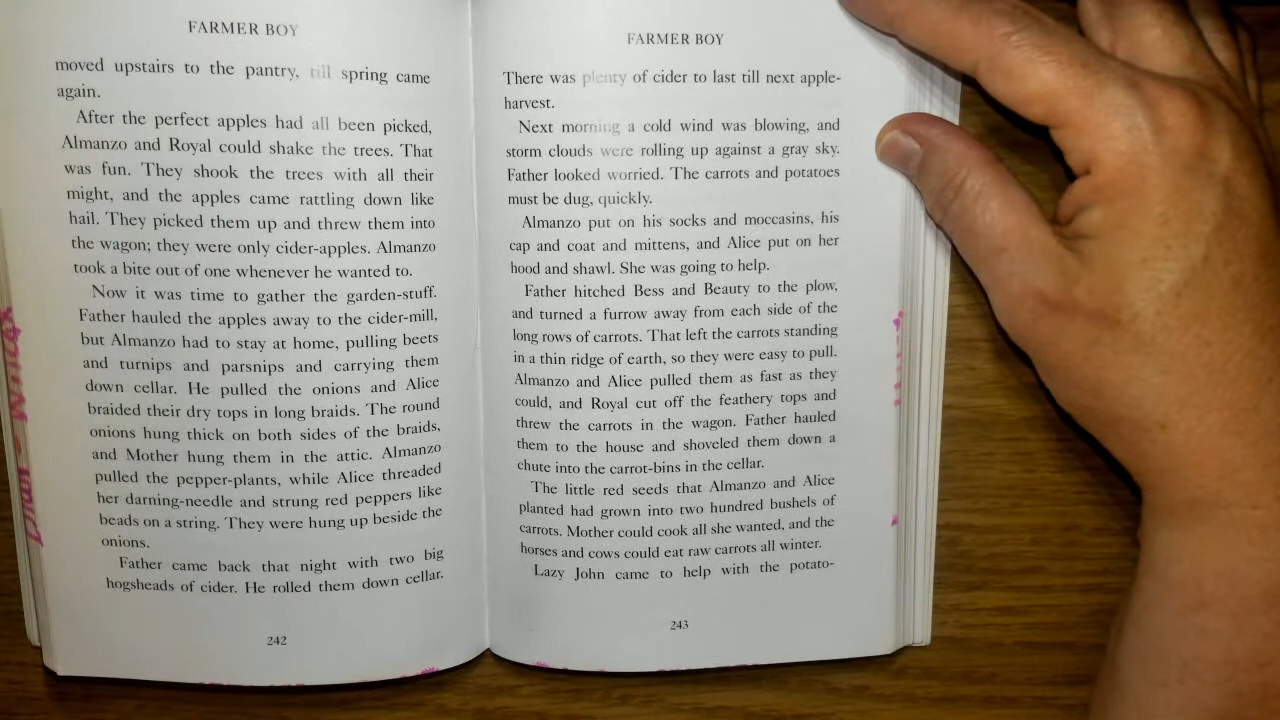 FARMER BOY
moved upstairs to the pantry, till spring came
again.
After the perfect apples had all been picked,
Almanzo and Royal could shake the trees. That
was fun. They shook the trees with all their
might, and the apples came rattling down like
hail. They picked them up and threw them into
the wagon; they were only cider-apples. Almanzo
took a bite out of one whenever he wanted to.
Now it was time to gather the garden-stuff.
Father hauled the apples away to the cider-mill,
but Almanzo had to stay at home, pulling beets
and turnips and parsnips and carrying them
down cellar. He pulled the onions and Alice
braided their dry tops in long braids. The round
onions hung thick on both sides of the braids,
and Mother hung them in the attic. Almanzo
pulled the pepper-plants, while Alice threaded
her darning-needle and strung red peppers like
beads on a string. They were hung up beside the
onions.
Father came back that night with two big
hogsheads of cider. He rolled them down cellar.
242
FARMER BOY
There was plenty of cider to last till next apple-
harvest.
Next morning a cold wind was blowing, and
storm clouds were rolling up against a gray sky.
Father looked worried. The carrots and potatoes
must be dug, quickly.
Almanzo put on his socks and moccasins, his
cap and coat and mittens, and Alice put on her
hood and shawl. She was going to help.
Father hitched Bess and Beauty to the plow,
and turned a furrow away from each side of the
long rows of carrots. That left the carrots standing
in a thin ridge of earth, so they were easy to pull.
Almanzo and Alice pulled them as fast as they
could, and Royal cut off the feathery tops and
threw the carrots in the wagon. Father hauled
them to the house and shoveled them down a
chute into the carrot-bins in the cellar.
The little red seeds that Almanzo and Alice
planted had grown into two hundred bushels of
carrots. Mother could cook all she wanted, and the
horses and cows could eat raw carrots all winter.
Lazy John came to help with the potato-
243